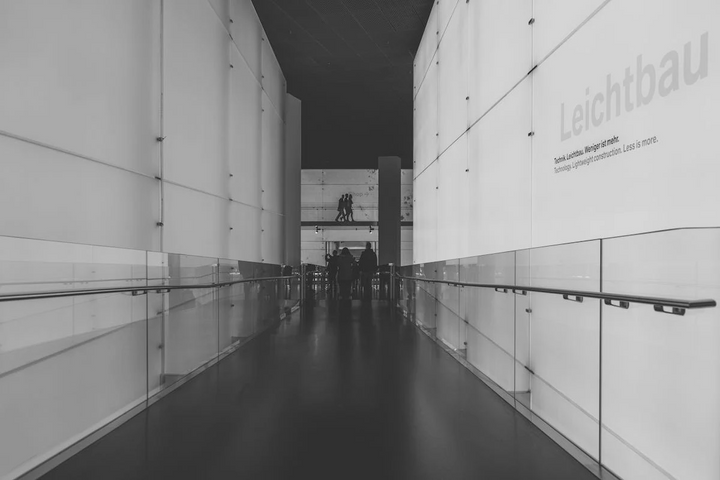 Leichtbau
Technik. Leichtbau. Weniger ist mehr.
Technology. Lightweight construction. Less is more.